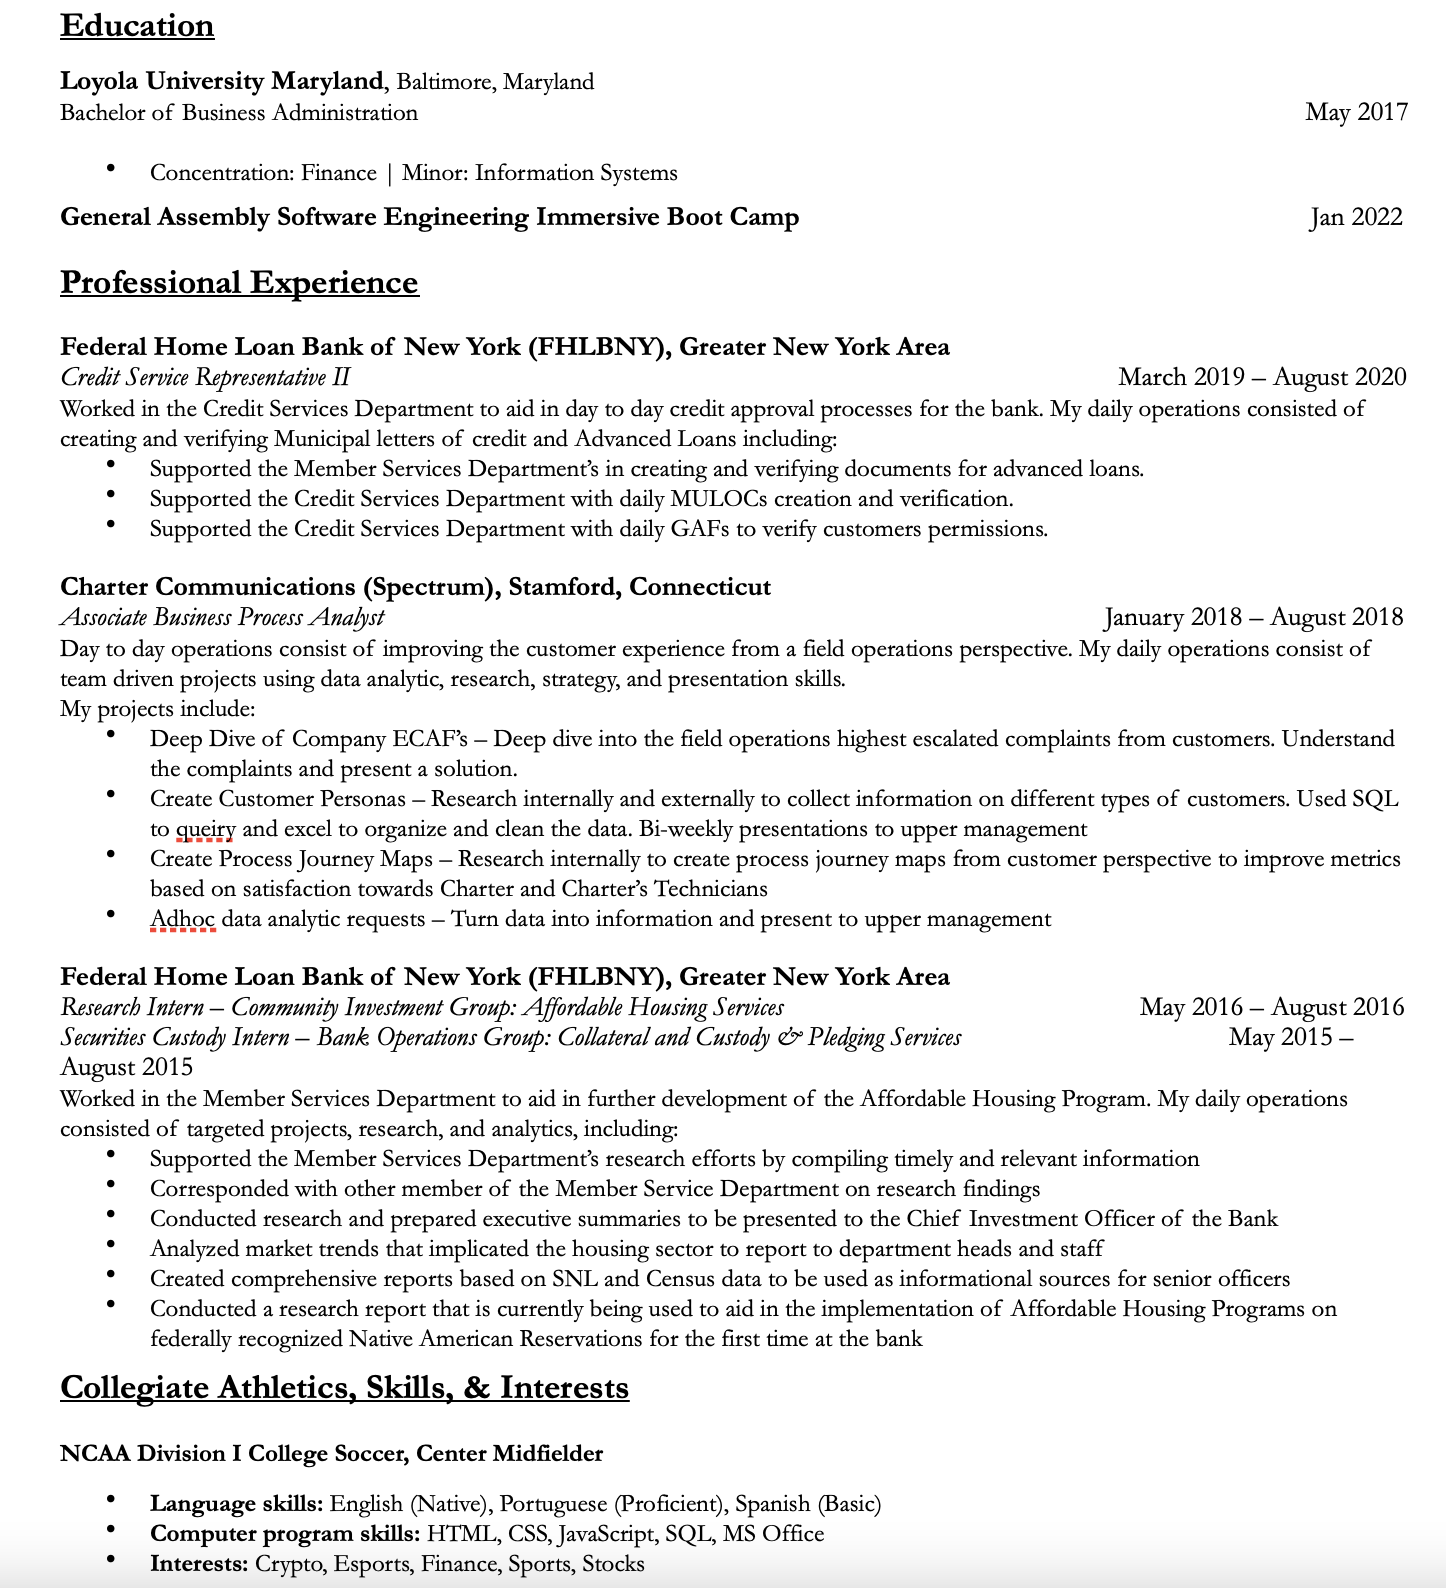 Education
Loyola University Maryland, Baltimore, Maryland
Bachelor of Business Administration May 2017
• Concentration: Finance | Minor: Information Systems
General Assembly Software Engineering Immersive Boot Camp Jan 2022
Professional Experience
Federal Home Loan Bank of New York (FHLBNY), Greater New York Area
Credit Service Representative II March 2019 – August 2020
Worked in the Credit Services Department to aid in day to day credit approval processes for the bank. My daily operations consisted of
creating and verifying Municipal letters of credit and Advanced Loans including:
• Supported the Member Services Department’s in creating and verifying documents for advanced loans.
• Supported the Credit Services Department with daily MULOCs creation and verification.
• Supported the Credit Services Department with daily GAFs to verify customers permissions.
Charter Communications (Spectrum), Stamford, Connecticut
Associate Business Process Analyst January 2018 – August 2018
Day to day operations consist of improving the customer experience from a field operations perspective. My daily operations consist of
team driven projects using data analytic, research, strategy, and presentation skills.
My projects include:
• Deep Dive of Company ECAF’s – Deep dive into the field operations highest escalated complaints from customers. Understand
the complaints and present a solution.
• Create Customer Personas – Research internally and externally to collect information on different types of customers. Used SQL
to queiry and excel to organize and clean the data. Bi-weekly presentations to upper management
• Create Process Journey Maps – Research internally to create process journey maps from customer perspective to improve metrics
based on satisfaction towards Charter and Charter’s Technicians
• Adhoc data analytic requests – Turn data into information and present to upper management
Federal Home Loan Bank of New York (FHLBNY), Greater New York Area
Research Intern – Community Investment Group: Affordable Housing Services May 2016 – August 2016
Securities Custody Intern – Bank Operations Group: Collateral and Custody & Pledging Services May 2015 –
August 2015
Worked in the Member Services Department to aid in further development of the Affordable Housing Program. My daily operations
consisted of targeted projects, research, and analytics, including:
• Supported the Member Services Department’s research efforts by compiling timely and relevant information
• Corresponded with other member of the Member Service Department on research findings
• Conducted research and prepared executive summaries to be presented to the Chief Investment Officer of the Bank
• Analyzed market trends that implicated the housing sector to report to department heads and staff
• Created comprehensive reports based on SNL and Census data to be used as informational sources for senior officers
• Conducted a research report that is currently being used to aid in the implementation of Affordable Housing Programs on
federally recognized Native American Reservations for the first time at the bank
Collegiate Athletics, Skills, & Interests
NCAA Division I College Soccer, Center Midfielder
• Language skills: English (Native), Portuguese (Proficient), Spanish (Basic)
• Computer program skills: HTML, CSS, JavaScript, SQL, MS Office
• Interests: Crypto, Esports, Finance, Sports, Stocks